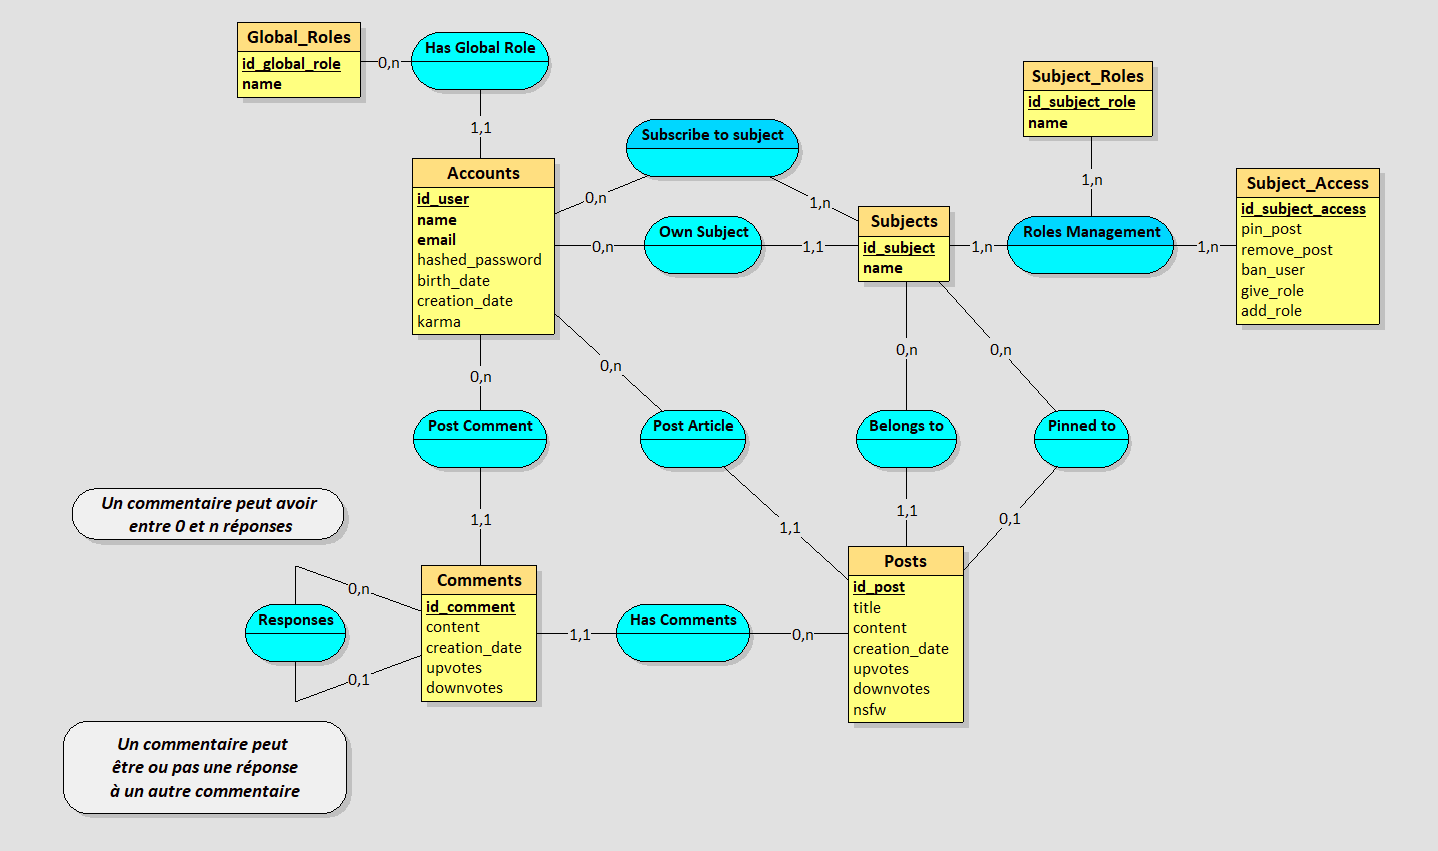 Global_Roles
id_global_role
name
0,n
Has Global Role
1,1
Accounts
id_user
name
email
hashed_password
birth_date
creation_date
karma
0,n
Subscribe to subject
1,n
0,n
Own Subject
1,1
Subjects
id_subject
name
1,n
Roles Management
1,n
Subject_Roles
id_subject_role
name
1,n
Subject_Access
id_subject_access
pin_post
remove_post
ban_user
give_role
add_role
0,n
Post Comment
1,1
0,n
Post Article
1,1
0,n
Belongs to
1,1
0,n
Pinned to
0,1
Un commentaire peut avoir
entre 0 et n réponses
0,n
Responses
0,1
Comments
id_comment
content
creation_date
upvotes
downvotes
1,1
Has Comments
0,n
Posts
id_post
title
content
creation_date
upvotes
downvotes
nsfw
Un commentaire peut
être ou pas une réponse
à un autre commentaire